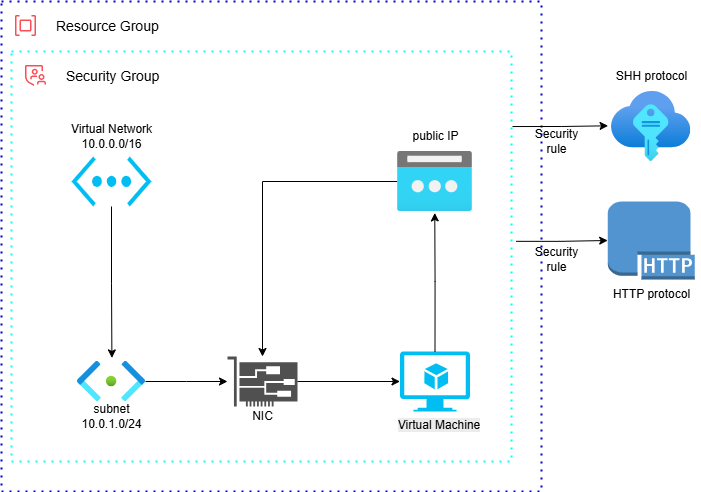 Resource Group
Security Group
SHH protocol
Virtual Network
10.0.0.0/16
public IP
Security
rule
Security
rule
HTTP
HTTP protocol
subnet
10.0.1.0/24
NIC
Virtual Machine